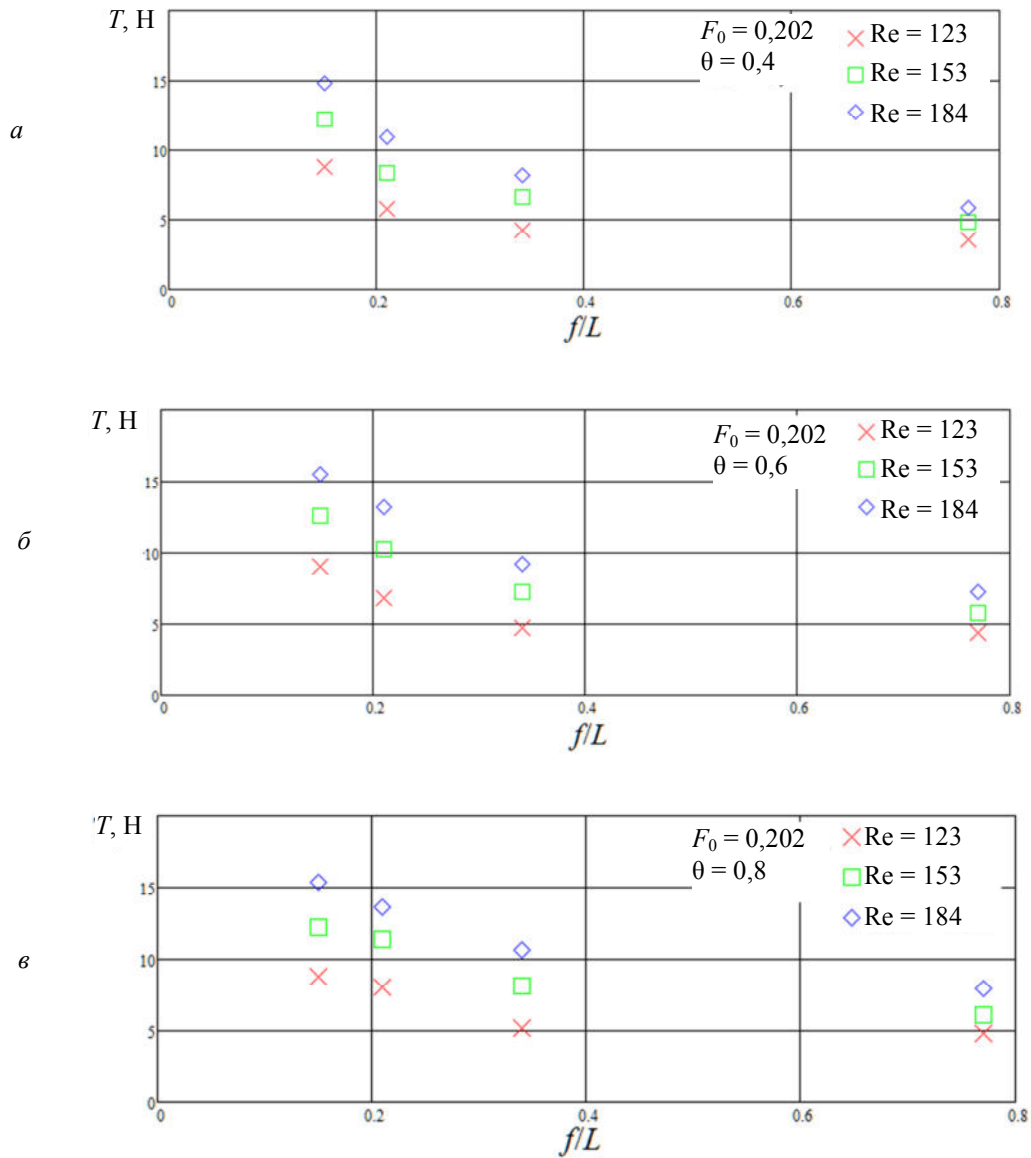 T, Н
F₀ = 0,202
θ = 0,4
Re = 123
Re = 153
Re = 184
а
15
10
5
0
0 0.2 0.4 0.6 0.8
f/L
T, Н
F₀ = 0,202
θ = 0,6
Re = 123
Re = 153
Re = 184
б
15
10
5
0
0 0.2 0.4 0.6 0.8
f/L
T, Н
F₀ = 0,202
θ = 0,8
Re = 123
Re = 153
Re = 184
в
15
10
5
0
0 0.2 0.4 0.6 0.8
f/L